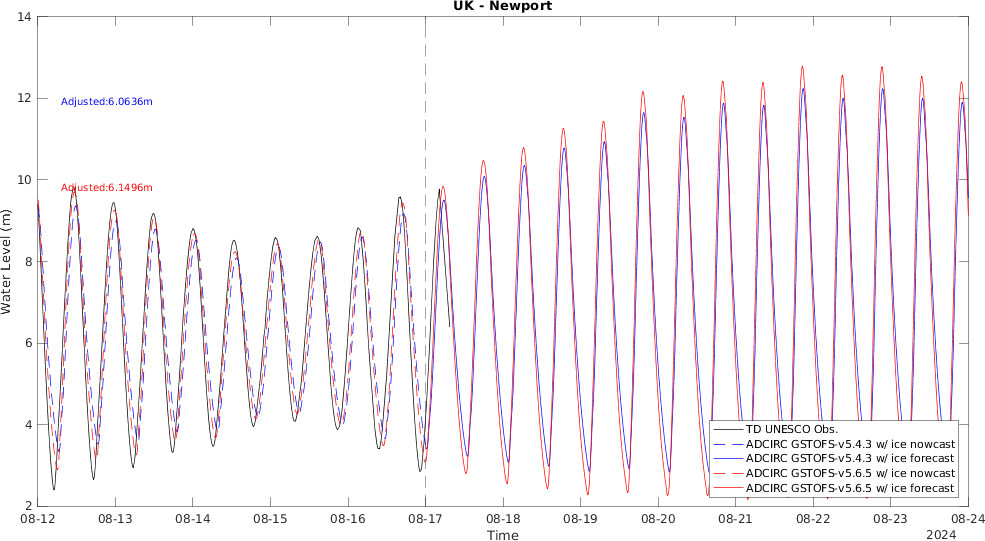 UK - Newport
14
12
10
8
6
4
2
Water Level (m)
Adjusted:6.0636m
Adjusted:6.1496m
TD UNESCO Obs.
ADCIRC GSTOFS-v5.4.3 w/ ice nowcast
ADCIRC GSTOFS-v5.4.3 w/ ice forecast
ADCIRC GSTOFS-v5.6.5 w/ ice nowcast
ADCIRC GSTOFS-v5.6.5 w/ ice forecast
08-12 08-13 08-14 08-15 08-16 08-17 08-18 08-19 08-20 08-21 08-22 08-23 08-24
Time
2024